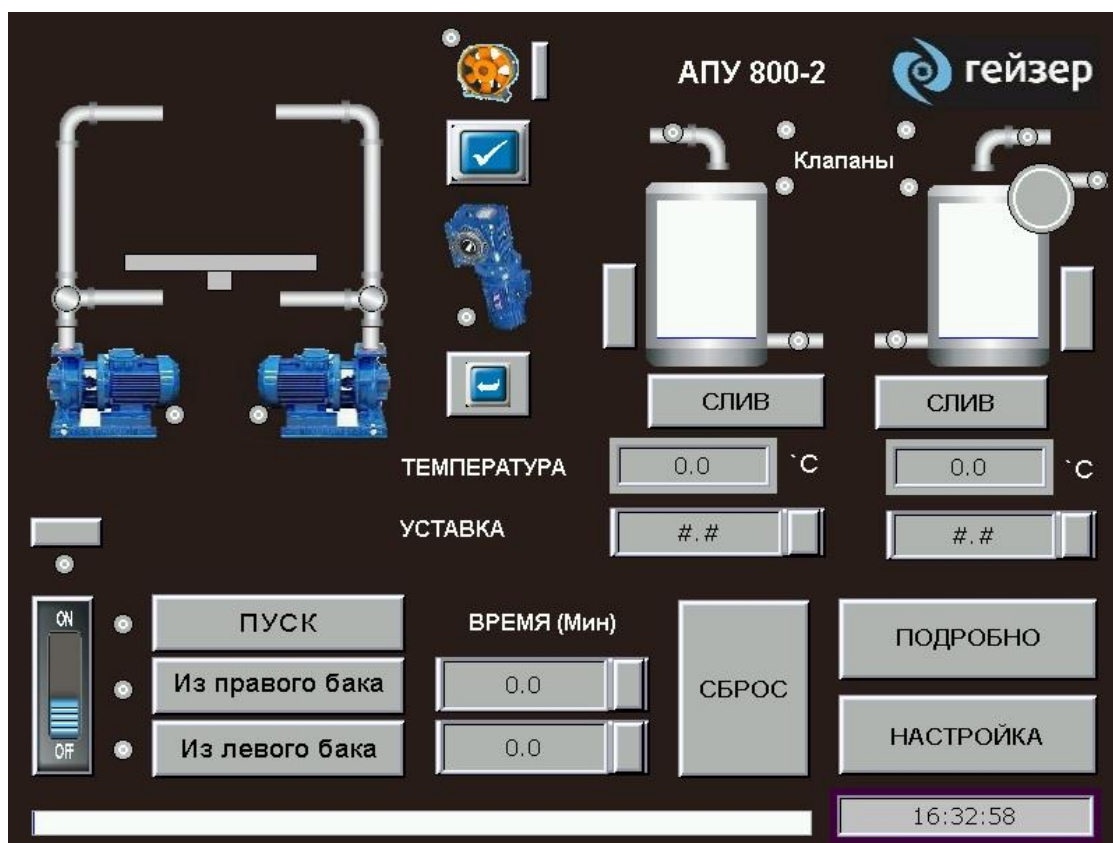 АПУ 800-2
гейзер
Клапаны
СЛИВ
СЛИВ
ТЕМПЕРАТУРА
0.0
`С
0.0
`С
УСТАВКА
#.#
#.#
ON
OFF
ПУСК
Из правого бака
Из левого бака
ВРЕМЯ (Мин)
0.0
0.0
СБРОС
ПОДРОБНО
НАСТРОЙКА
16:32:58